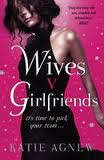 Wives
v
Girlfriends
it's time to pick
your team...
KATIE AGNEW